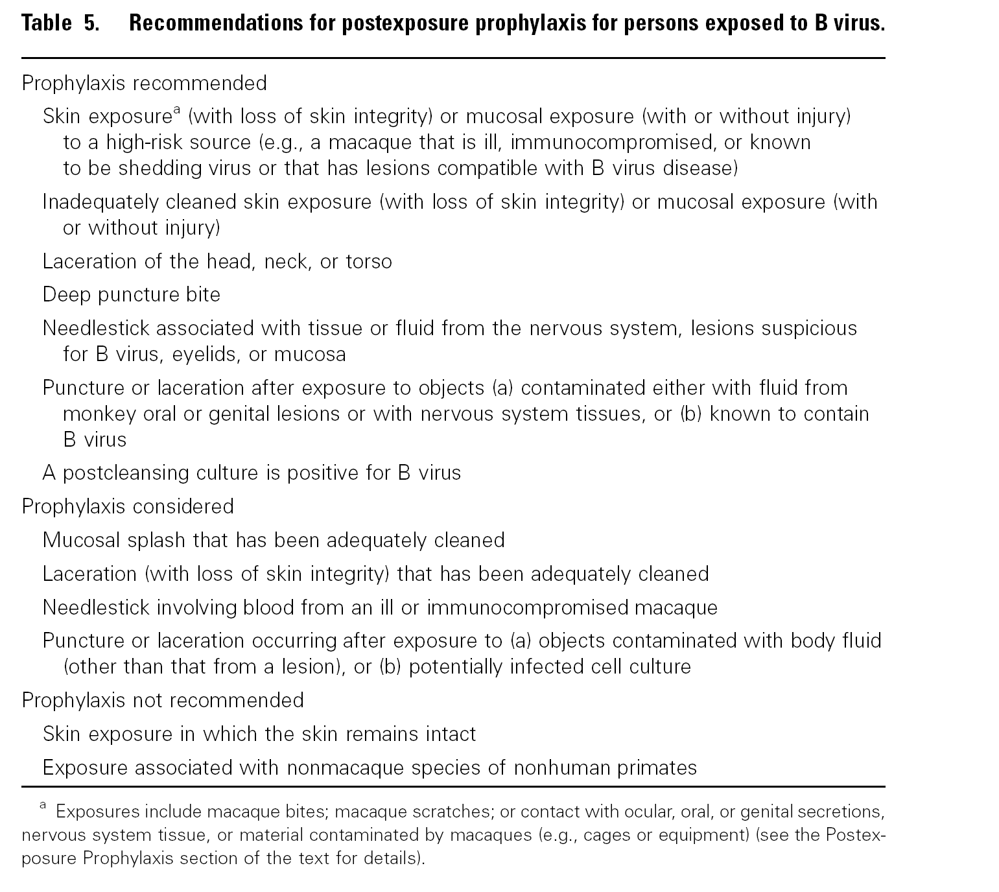 Table 5. Recommendations for postexposure prophylaxis for persons exposed to B virus.
Prophylaxis recommended
Skin exposureª (with loss of skin integrity) or mucosal exposure (with or without injury)
to a high-risk source (e.g., a macaque that is ill, immunocompromised, or known
to be shedding virus or that has lesions compatible with B virus disease)
Inadequately cleaned skin exposure (with loss of skin integrity) or mucosal exposure (with
or without injury)
Laceration of the head, neck, or torso
Deep puncture bite
Needlestick associated with tissue or fluid from the nervous system, lesions suspicious
for B virus, eyelids, or mucosa
Puncture or laceration after exposure to objects (a) contaminated either with fluid from
monkey oral or genital lesions or with nervous system tissues, or (b) known to contain
B virus
A postcleansing culture is positive for B virus
Prophylaxis considered
Mucosal splash that has been adequately cleaned
Laceration (with loss of skin integrity) that has been adequately cleaned
Needlestick involving blood from an ill or immunocompromised macaque
Puncture or laceration occurring after exposure to (a) objects contaminated with body fluid
(other than that from a lesion), or (b) potentially infected cell culture
Prophylaxis not recommended
Skin exposure in which the skin remains intact
Exposure associated with nonmacaque species of nonhuman primates
ª Exposures include macaque bites; macaque scratches; or contact with ocular, oral, or genital secretions,
nervous system tissue, or material contaminated by macaques (e.g., cages or equipment) (see the Postex-
posure Prophylaxis section of the text for details).